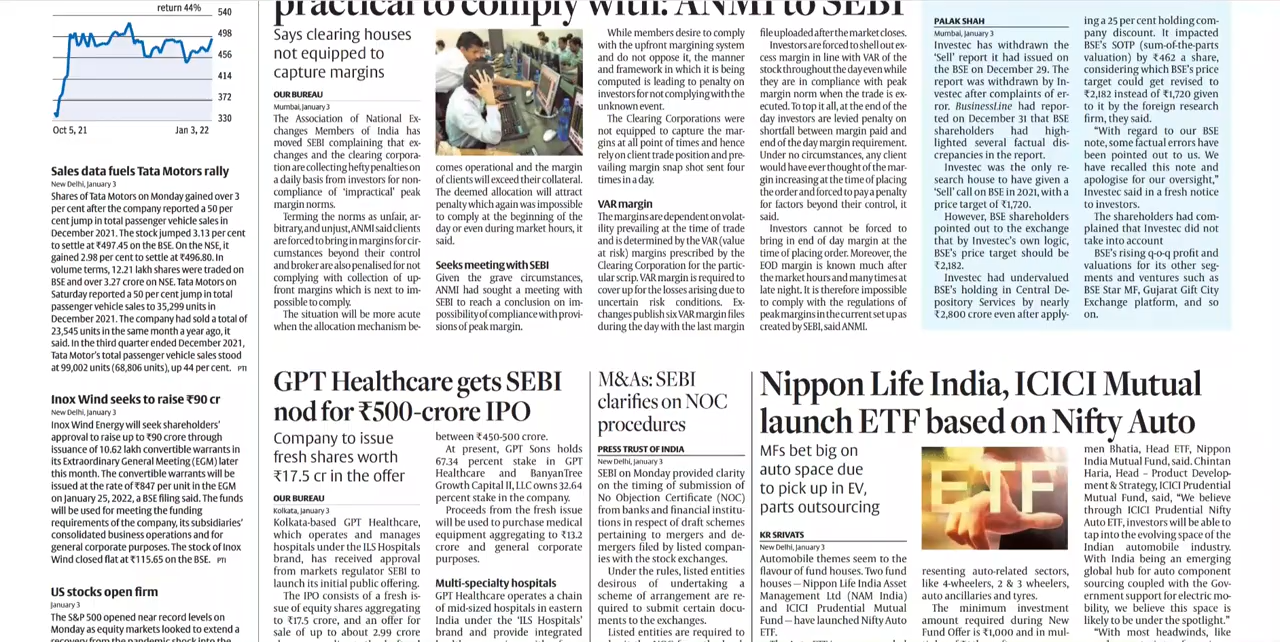 return 44%
540
498
456
414
372
330
Oct 5, 21
Jan 3, 22
Sales data fuels Tata Motors rally
New Delhi, January 3
Shares of Tata Motors on Monday gained over 3
per cent after the company reported a 50 per
cent jump in total passenger vehicle sales in
December 2021. The stock jumped 3.13 per cent
to settle at ₹497.45 on the BSE. On the NSE, it
gained 2.98 per cent to settle at ₹496.80. In
volume terms, 12.21 lakh shares were traded on
BSE and over 3.27 crore on NSE. Tata Motors on
Saturday reported a 50 per cent jump in total
passenger vehicle sales to 35,299 units in
December 2021. The company had sold a total of
23,545 units in the same month a year ago, it
said. In the third quarter ended December 2021,
Tata Motor's total passenger vehicle sales stood
at 99,002 units (68,806 units), up 44 per cent. PTI
Inox Wind seeks to raise ₹90 cr
New Delhi, January 3
Inox Wind Energy will seek shareholders'
approval to raise up to ₹90 crore through
issuance of 10.62 lakh convertible warrants in
its Extraordinary General Meeting (EGM) later
this month. The convertible warrants will be
issued at the rate of ₹847 per unit in the EGM
on January 25, 2022, a BSE filing said. The funds
will be used for meeting the funding
requirements of the company, its subsidiaries'
consolidated business operations and for
general corporate purposes. The stock of Inox
Wind closed flat at ₹115.65 on the BSE. PTI
US stocks open firm
January 3
The S&P 500 opened near record levels on
Monday as equity markets looked to extend a
practical to comply with: ANMI to SEBI
Says clearing houses
not equipped to
capture margins
OUR BUREAU
Mumbai, January 3
The Association of National Ex-
changes Members of India has
moved SEBI complaining that ex-
changes and the clearing corpora-
tion are collecting hefty penalties on
a daily basis from investors for non-
compliance of 'impractical' peak
margin norms.
Terming the norms as unfair, ar-
bitrary, and unjust, ANMI said clients
are forced to bring in margins for cir-
cumstances beyond their control
and broker are also penalised for not
complying with collection of up-
front margins which is next to im-
possible to comply.
The situation will be more acute
when the allocation mechanism be-
comes operational and the margin
of clients will exceed their collateral.
The deemed allocation will attract
penalty which again was impossible
to comply at the beginning of the
day or even during market hours, it
said.
Seeks meeting with SEBI
Given the grave circumstances,
ANMI had sought a meeting with
SEBI to reach a conclusion on im-
possibility of compliance with provi-
sions of peak margin.
While members desire to comply
with the upfront margining system
and do not oppose it, the manner
and framework in which it is being
computed is leading to penalty on
investors for not complying with the
unknown event.
The Clearing Corporations were
not equipped to capture the mar-
gins at all point of times and hence
rely on client trade position and pre-
vailing margin snap shot sent four
times in a day.
VAR margin
The margins are dependent on volat-
ility prevailing at the time of trade
and is determined by the VAR (value
at risk) margins prescribed by the
Clearing Corporation for the partic-
ular scrip. VAR margin is required to
cover up for the losses arising due to
uncertain risk conditions. Ex-
changes publish six VAR margin files
during the day with the last margin
file uploaded after the market closes.
Investors are forced to shell out ex-
cess margin in line with VAR of the
stock throughout the day even while
they are in compliance with peak
margin norm when the trade is ex-
ecuted. To top it all, at the end of the
day investors are levied penalty on
shortfall between margin paid and
end of the day margin requirement.
Under no circumstances, any client
would have ever thought of the mar-
gin increasing at the time of placing
the order and forced to pay a penalty
for factors beyond their control, it
said.
Investors cannot be forced to
bring in end of day margin at the
time of placing order. Moreover, the
EOD margin is known much after
the market hours and many times at
late night. It is therefore impossible
to comply with the regulations of
peak margins in the current set up as
created by SEBI, said ANMI.
PALAK SHAH
Mumbai, January 3
Investec has withdrawn the
'Sell' report it had issued on
the BSE on December 29. The
report was withdrawn by In-
vestec after complaints of er-
ror. BusinessLine had repor-
ted on December 31 that BSE
shareholders had high-
lighted several factual dis-
crepancies in the report.
Investec was the only re-
search house to have given a
'Sell' call on BSE in 2021, with a
price target of ₹1,720.
However, BSE shareholders
pointed out to the exchange
that by Investec's own logic,
BSE's price target should be
₹2,182.
Investec had undervalued
BSE's holding in Central De-
pository Services by nearly
₹2,800 crore even after apply-
ing a 25 per cent holding com-
pany discount. It impacted
BSE's SOTP (sum-of-the-parts
valuation) by ₹462 a share,
considering which BSE's price
target could get revised to
₹2,182 instead of ₹1,720 given
to it by the foreign research
firm, they said.
"With regard to our BSE
note, some factual errors have
been pointed out to us. We
have recalled this note and
apologise for our oversight,"
Investec said in a fresh notice
to investors.
The shareholders had com-
plained that Investec did not
take into account
BSE's rising q-o-q profit and
valuations for its other seg-
ments and ventures such as
BSE Star MF, Gujarat Gift City
Exchange platform, and so
on.
GPT Healthcare gets SEBI
nod for ₹500-crore IPO
Company to issue
fresh shares worth
₹17.5 cr in the offer
OUR BUREAU
Kolkata, January 3
Kolkata-based GPT Healthcare,
which operates and manages
hospitals under the ILS Hospitals
brand, has received approval
from markets regulator SEBI to
launch its initial public offering.
The IPO consists of a fresh is-
sue of equity shares aggregating
to ₹17.5 crore, and an offer for
sale of up to about 2.99 crore
between ₹450-500 crore.
At present, GPT Sons holds
67.34 percent stake in GPT
Healthcare and BanyanTree
Growth Capital II, LLC owns 32.64
percent stake in the company.
Proceeds from the fresh issue
will be used to purchase medical
equipment aggregating to ₹13.2
crore and general corporate
purposes.
Multi-specialty hospitals
GPT Healthcare operates a chain
of mid-sized hospitals in eastern
India under the 'ILS Hospitals'
brand and provide integrated
M&As: SEBI
clarifies on NOC
procedures
PRESS TRUST OF INDIA
New Delhi, January 3
SEBI on Monday provided clarity
on the timing of submission of
No Objection Certificate (NOC)
from banks and financial institu-
tions in respect of draft schemes
pertaining to mergers and de-
mergers filed by listed compan-
ies with the stock exchanges.
Under the rules, listed entities
desirous of undertaking a
scheme of arrangement are re-
quired to submit certain docu-
ments to the exchanges.
Listed entities are required to
Nippon Life India, ICICI Mutual
launch ETF based on Nifty Auto
MFs bet big on
auto space due
to pick up in EV,
parts outsourcing
KR SRIVATS
New Delhi, January 3
Automobile themes seem to the
flavour of fund houses. Two fund
houses — Nippon Life India Asset
Management Ltd (NAM India)
and ICICI Prudential Mutual
Fund — have launched Nifty Auto
ETF.
ETF
resenting auto-related sectors,
like 4-wheelers, 2 & 3 wheelers,
auto ancillaries and tyres.
The minimum investment
amount required during New
Fund Offer is ₹1,000 and in mul-
men Bhatia, Head ETF, Nippon
India Mutual Fund, said. Chintan
Haria, Head – Product Develop-
ment & Strategy, ICICI Prudential
Mutual Fund, said, "We believe
through ICICI Prudential Nifty
Auto ETF, investors will be able to
tap into the evolving space of the
Indian automobile industry.
With India being an emerging
global hub for auto component
sourcing coupled with the Gov-
ernment support for electric mo-
bility, we believe this space is
likely to be under the spotlight."
"With most headwinds, like